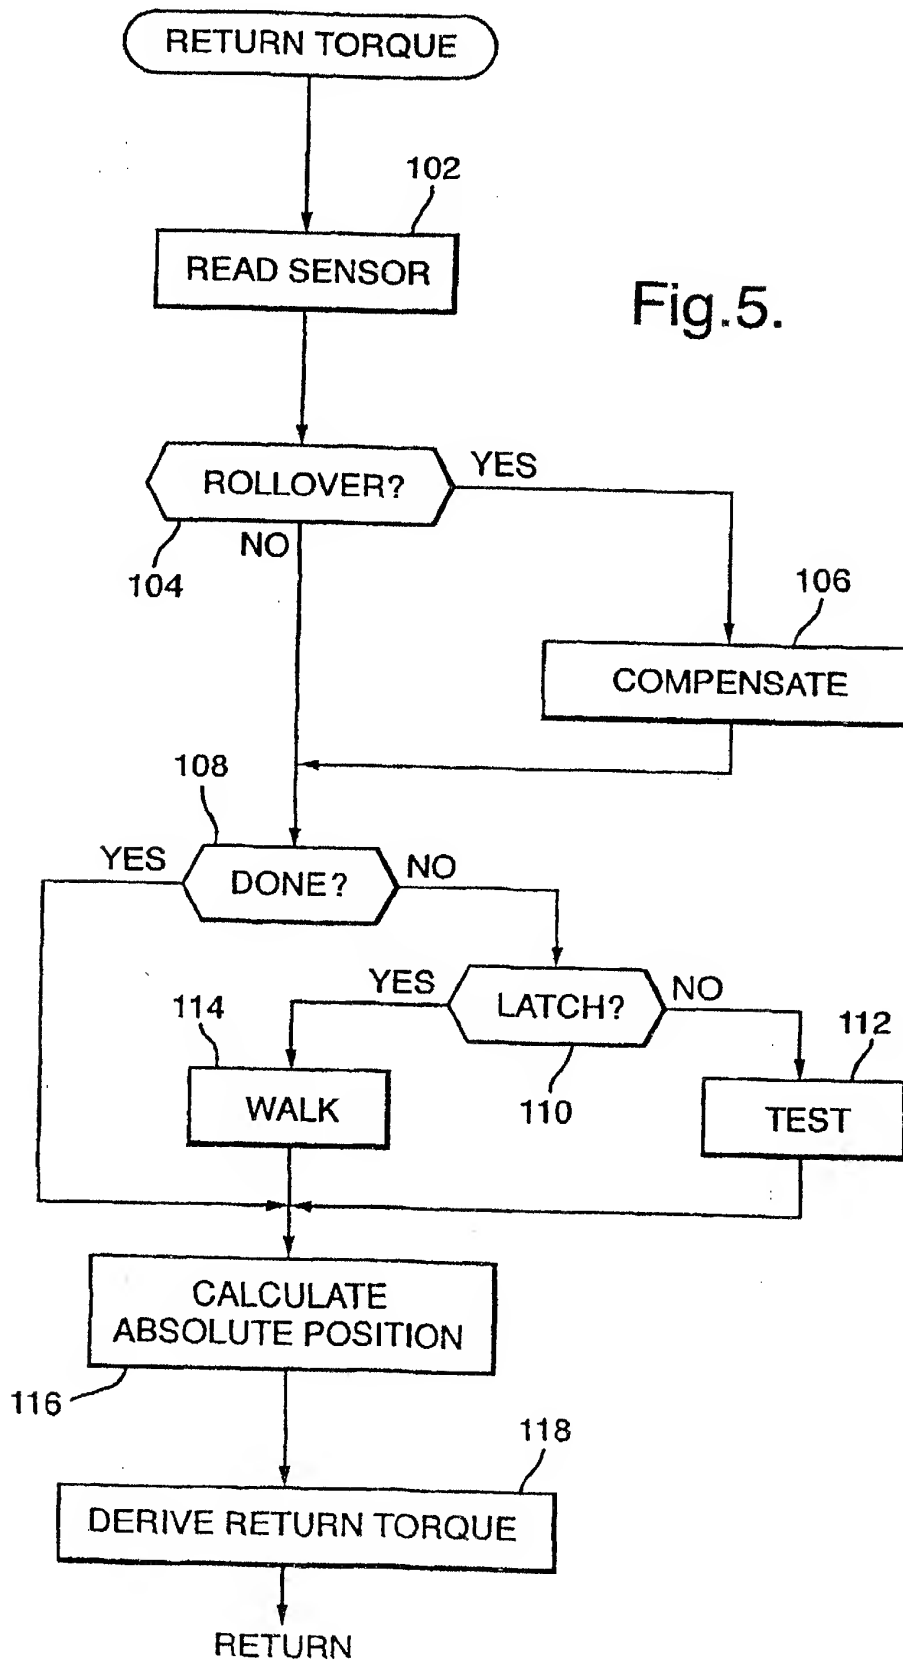 RETURN TORQUE
102
READ SENSOR
Fig.5.
ROLLOVER?
YES
NO
104
106
COMPENSATE
108
YES
DONE?
NO
YES
LATCH?
NO
114
112
WALK
110
TEST
CALCULATE
ABSOLUTE POSITION
116
118
DERIVE RETURN TORQUE
RETURN